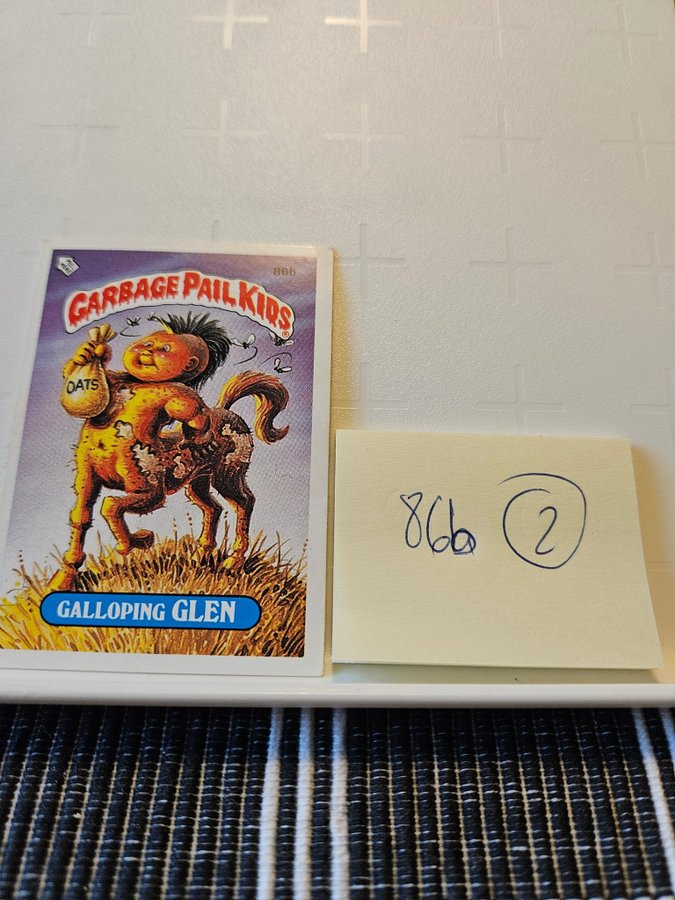 86b
GARBAGE PAIL KIDS®
OATS
GALLOPING GLEN
86b 2